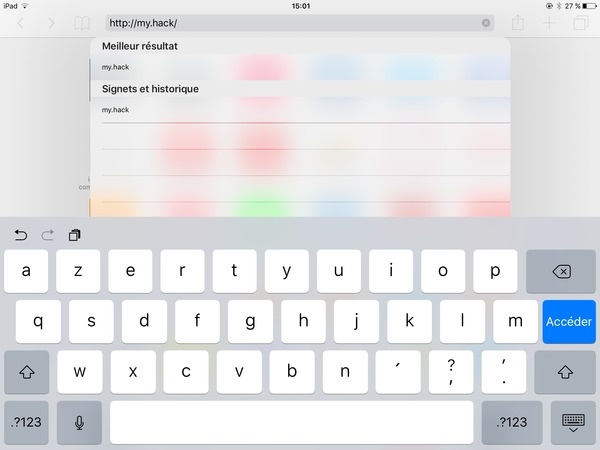 iPad 15:01 27 %
http://my.hack/
Meilleur résultat
my.hack
Signets et historique
my.hack
a z e r t y u i o p
q s d f g h j k l m Accéder
w x c v b n ´ ? , ' .
.?123 .?123